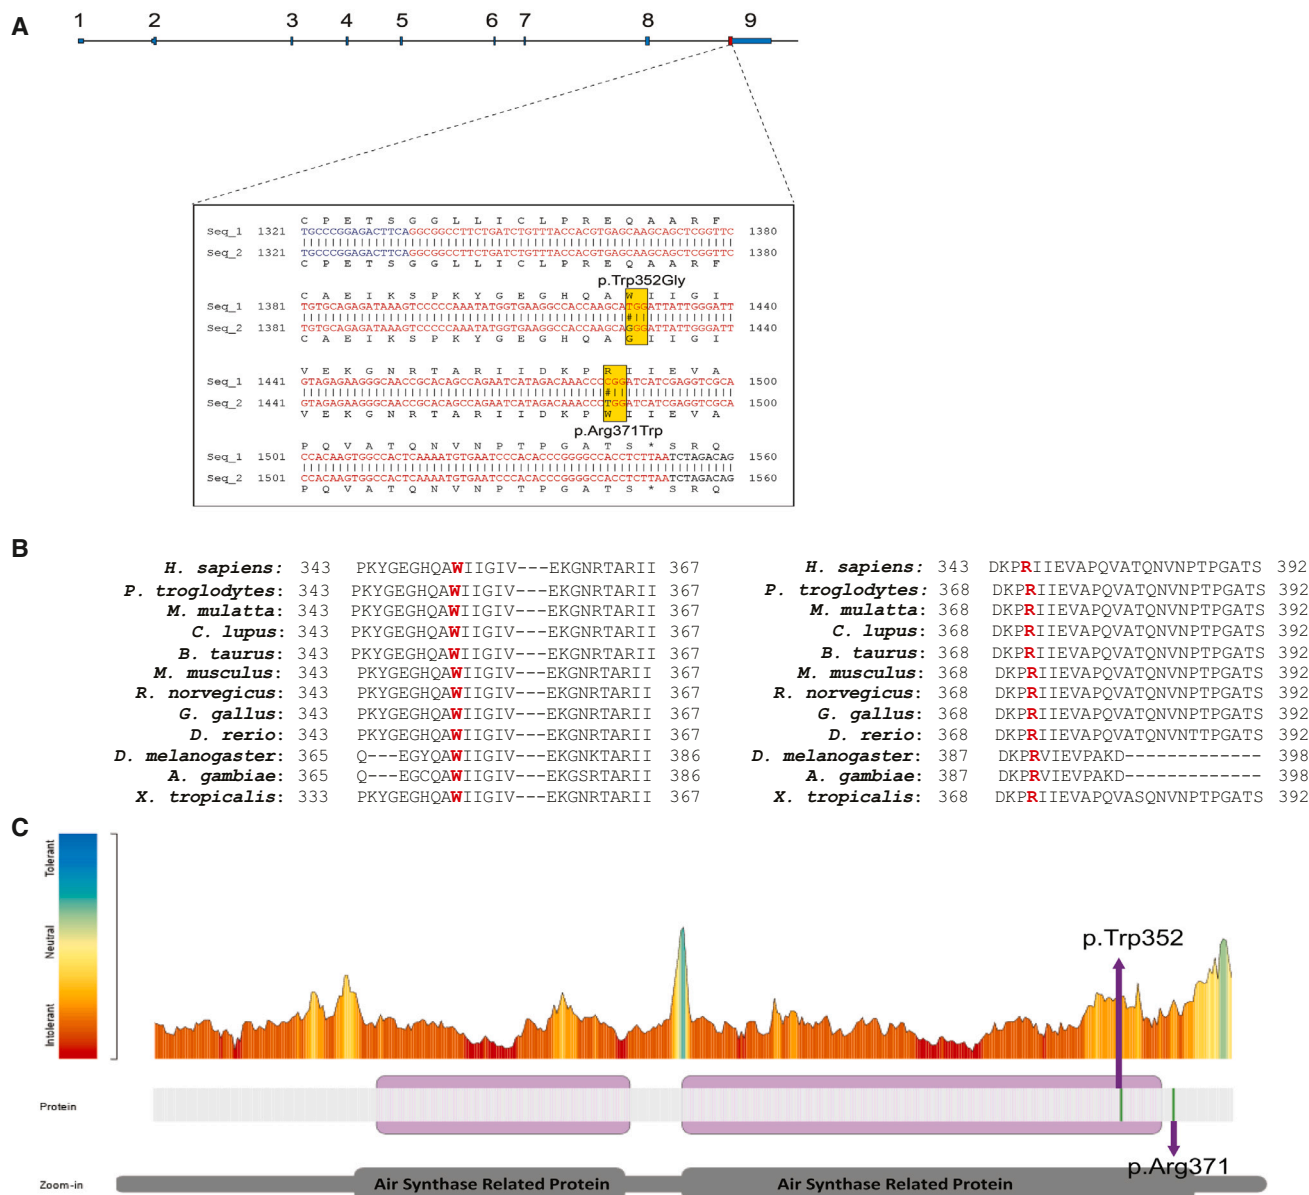 A
1 2 3 4 5 6 7 8 9
C P E T S G G L L I C L P R E Q A A R F
Seq_1 1321 TGCCCGGAGACTTCAGGCGGCCTTCTGATCTGTTTACCACGTGAGCAAGCAGCTCGGTTC 1380
Seq_2 1321 TGCCCGGAGACTTCAGGCGGCCTTCTGATCTGTTTACCACGTGAGCAAGCAGCTCGGTTC 1380
C P E T S G G L L I C L P R E Q A A R F
p.Trp352Gly
C A E I K S P K Y G E G H Q A W I I G I
Seq_1 1381 TGTGCAGAGATAAAGTCCCCCAAATATGGTGAAGGCCACCAAGCATGGATTATTGGGATT 1440
#
Seq_2 1381 TGTGCAGAGATAAAGTCCCCCAAATATGGTGAAGGCCACCAAGCAGGGATTATTGGGATT 1440
C A E I K S P K Y G E G H Q A G I I G I
V E K G N R T A R I I D K P R I I E V A
Seq_1 1441 GTAGAGAAGGGCAACCGCACAGCCAGAATCATAGACAAACCCCGGATCATCGAGGTCGCA 1500
#
Seq_2 1441 GTAGAGAAGGGCAACCGCACAGCCAGAATCATAGACAAACCCTGGATCATCGAGGTCGCA 1500
V E K G N R T A R I I D K P W I I E V A
p.Arg371Trp
P Q V A T Q N V N P T P G A T S * S R Q
Seq_1 1501 CCACAAGTGGCCACTCAAAATGTGAATCCCACACCCGGGGCCACCTCTTAATCTAGACAG 1560
Seq_2 1501 CCACAAGTGGCCACTCAAAATGTGAATCCCACACCCGGGGCCACCTCTTAATCTAGACAG 1560
P Q V A T Q N V N P T P G A T S * S R Q
B
H. sapiens: 343 PKYGEGHQAWIIGIV---EKGNRTARII 367
P. troglodytes: 343 PKYGEGHQAWIIGIV---EKGNRTARII 367
M. mulatta: 343 PKYGEGHQAWIIGIV---EKGNRTARII 367
C. lupus: 343 PKYGEGHQAWIIGIV---EKGNRTARII 367
B. taurus: 343 PKYGEGHQAWIIGIV---EKGNRTARII 367
M. musculus: 343 PKYGEGHQAWIIGIV---EKGNRTARII 367
R. norvegicus: 343 PKYGEGHQAWIIGIV---EKGNRTARII 367
G. gallus: 343 PKYGEGHQAWIIGIV---EKGNRTARII 367
D. rerio: 343 PKYGEGHQAWIIGIV---EKGNRTARII 367
D. melanogaster: 365 Q---EGYQAWIIGIV---EKGNKTARII 386
A. gambiae: 365 Q---EGCQAWIIGIV---EKGSRTARII 386
X. tropicalis: 333 PKYGEGHQAWIIGIV---EKGNRTARII 367
H. sapiens: 343 DKPRIIEVAPQVATQNVNPTPGATS 392
P. troglodytes: 368 DKPRIIEVAPQVATQNVNPTPGATS 392
M. mulatta: 368 DKPRIIEVAPQVATQNVNPTPGATS 392
C. lupus: 368 DKPRIIEVAPQVATQNVNPTPGATS 392
B. taurus: 368 DKPRIIEVAPQVATQNVNPTPGATS 392
M. musculus: 368 DKPRIIEVAPQVATQNVNPTPGATS 392
R. norvegicus: 368 DKPRIIEVAPQVATQNVNPTPGATS 392
G. gallus: 368 DKPRIIEVAPQVATQNVNPTPGATS 392
D. rerio: 368 DKPRIIEVAPQVATQNVNTTPGATS 392
D. melanogaster: 387 DKPRVIEVPAKD------------- 398
A. gambiae: 387 DKPRVIEVPAKD------------- 398
X. tropicalis: 368 DKPRIIEVAPQVASQNVNPTPGATS 392
C
Tolerant
Neutral
Intolerant
p.Trp352
Protein
p.Arg371
Zoom-in
Air Synthase Related Protein
Air Synthase Related Protein